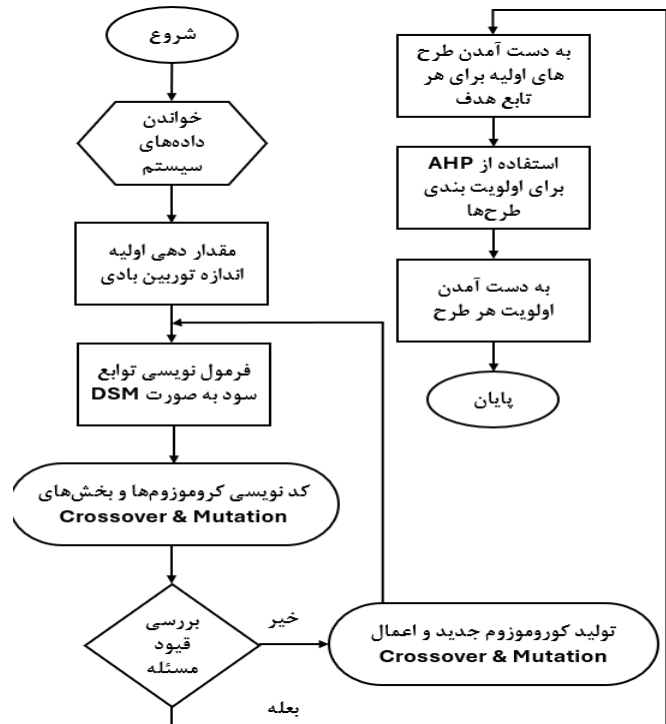 شروع
خواندن
داده‌های
سیستم
مقدار دهی اولیه
اندازه توربین بادی
فرمول نویسی توابع
سود به صورت DSM
کد نویسی کروموزوم‌ها و بخش‌های
Crossover & Mutation
بررسی
قیود
مسئله
خیر
تولید کوروموزوم جدید و اعمال
Crossover & Mutation
بعله
به دست آمدن طرح
های اولیه برای هر
تابع هدف
استفاده از AHP
برای اولویت بندی
طرح‌ها
به دست آمدن
اولویت هر طرح
پایان